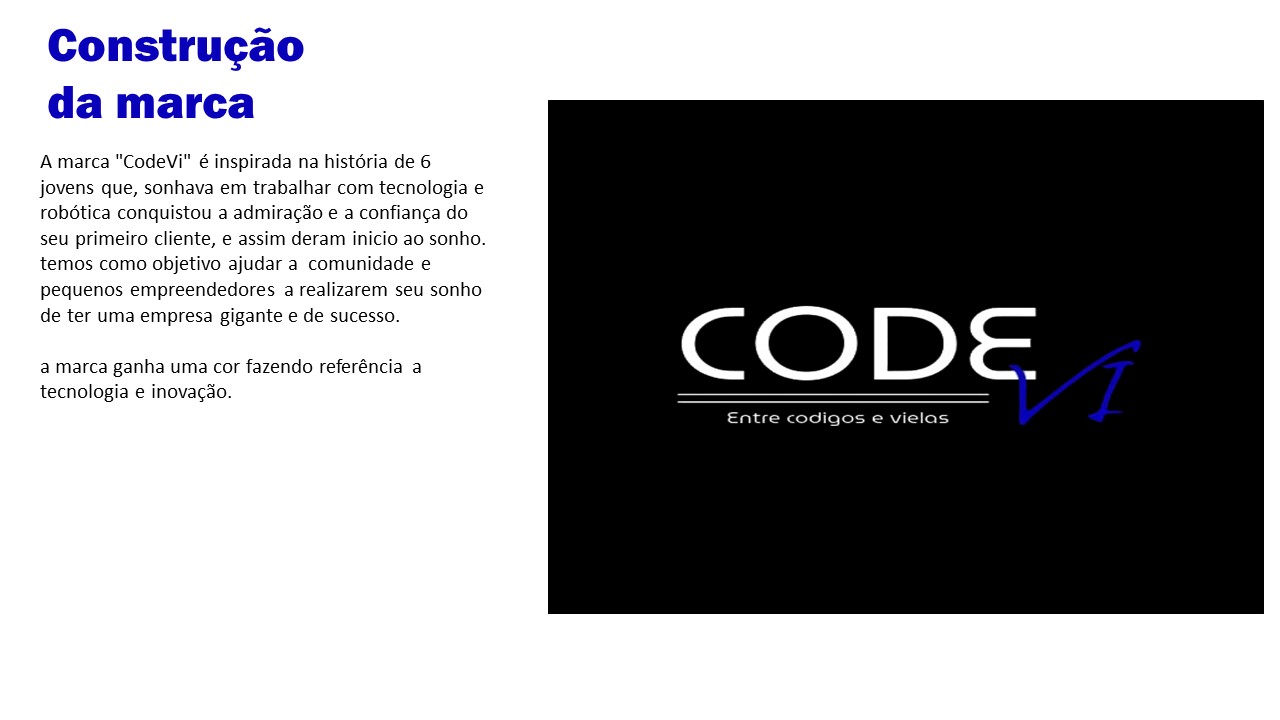 Construção
da marca
A marca "CodeVi" é inspirada na história de 6
jovens que, sonhava em trabalhar com tecnologia e
robótica conquistou a admiração e a confiança do
seu primeiro cliente, e assim deram inicio ao sonho.
temos como objetivo ajudar a comunidade e
pequenos empreendedores a realizarem seu sonho
de ter uma empresa gigante e de sucesso.
a marca ganha uma cor fazendo referência a
tecnologia e inovação.
CODE
VI
Entre codigos e vielas